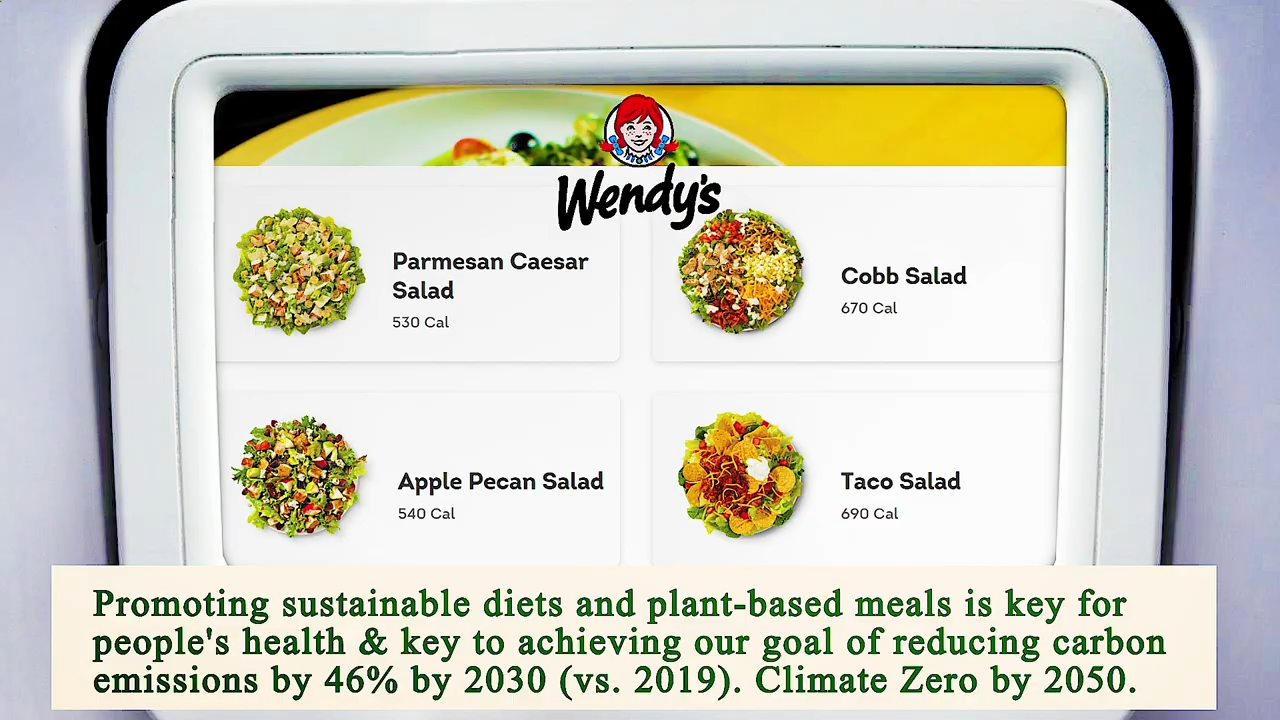 Wendy's
Parmesan Caesar
Salad
530 Cal
Cobb Salad
670 Cal
Apple Pecan Salad
540 Cal
Taco Salad
690 Cal
Promoting sustainable diets and plant-based meals is key for
people's health & key to achieving our goal of reducing carbon
emissions by 46% by 2030 (vs. 2019). Climate Zero by 2050.